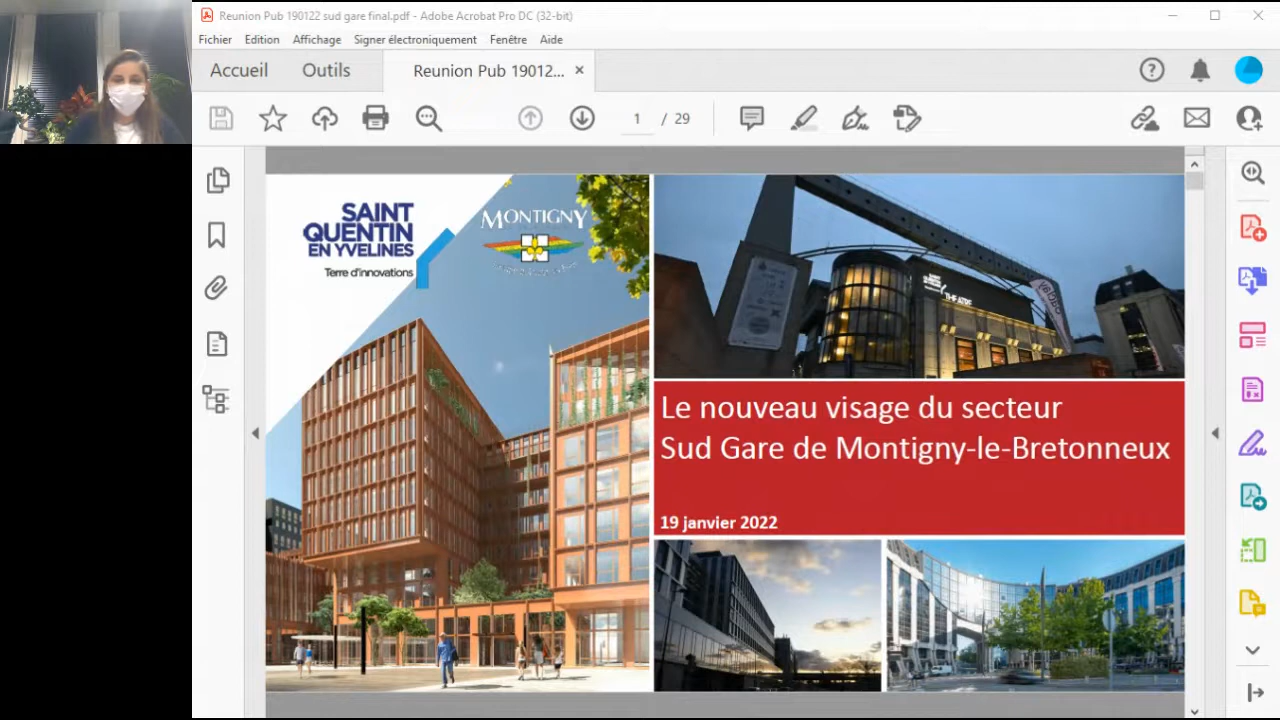 Reunion Pub 190122 sud gare final.pdf - Adobe Acrobat Pro DC (32-bit)
Fichier Edition Affichage Signer électroniquement Fenêtre Aide
Accueil Outils Reunion Pub 19012... ×
1 / 29
SAINT
QUENTIN
EN YVELINES
Terre d'innovations
MONTIGNY
THEATRE
Le nouveau visage du secteur
Sud Gare de Montigny-le-Bretonneux
19 janvier 2022